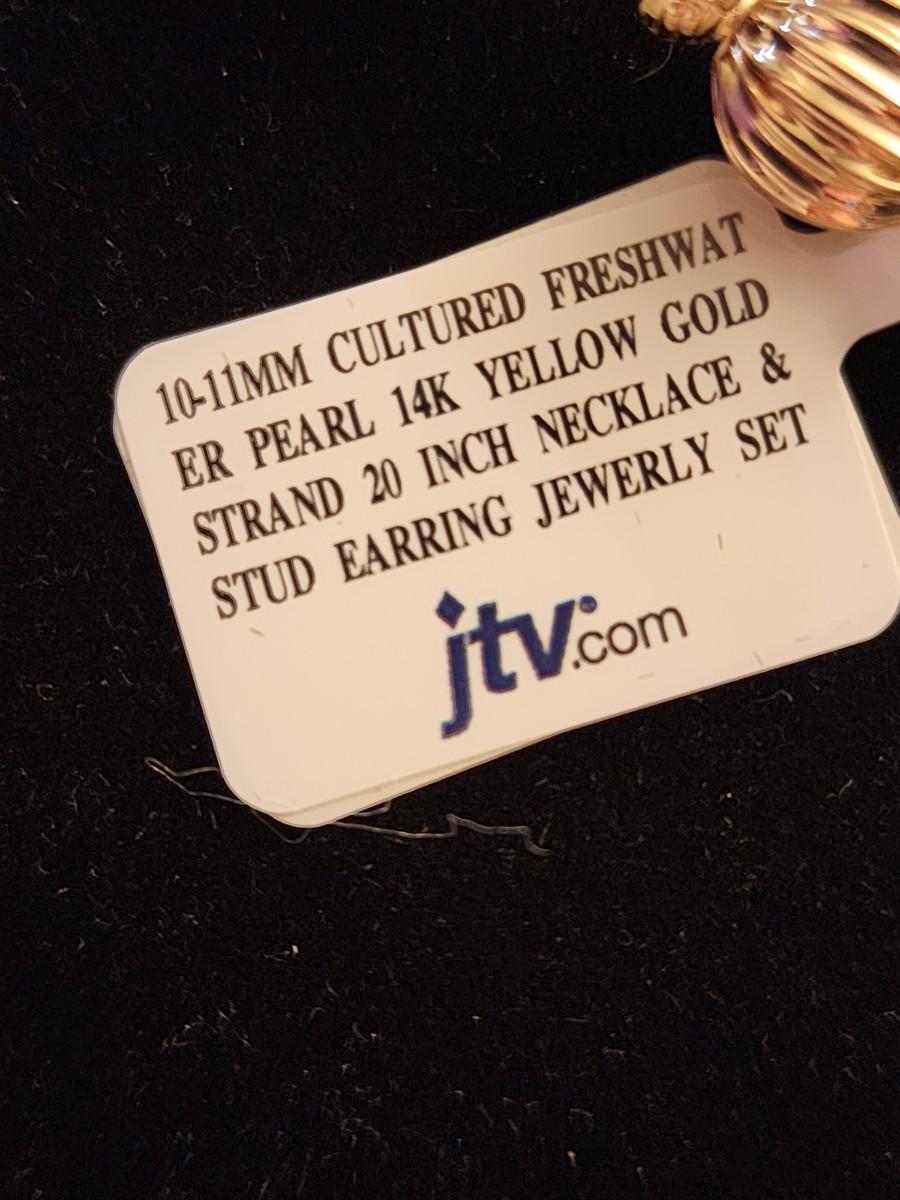 10-11MM CULTURED FRESHWAT
ER PEARL 14K YELLOW GOLD
STRAND 20 INCH NECKLACE &
STUD EARRING JEWERLY SET
jtv.com